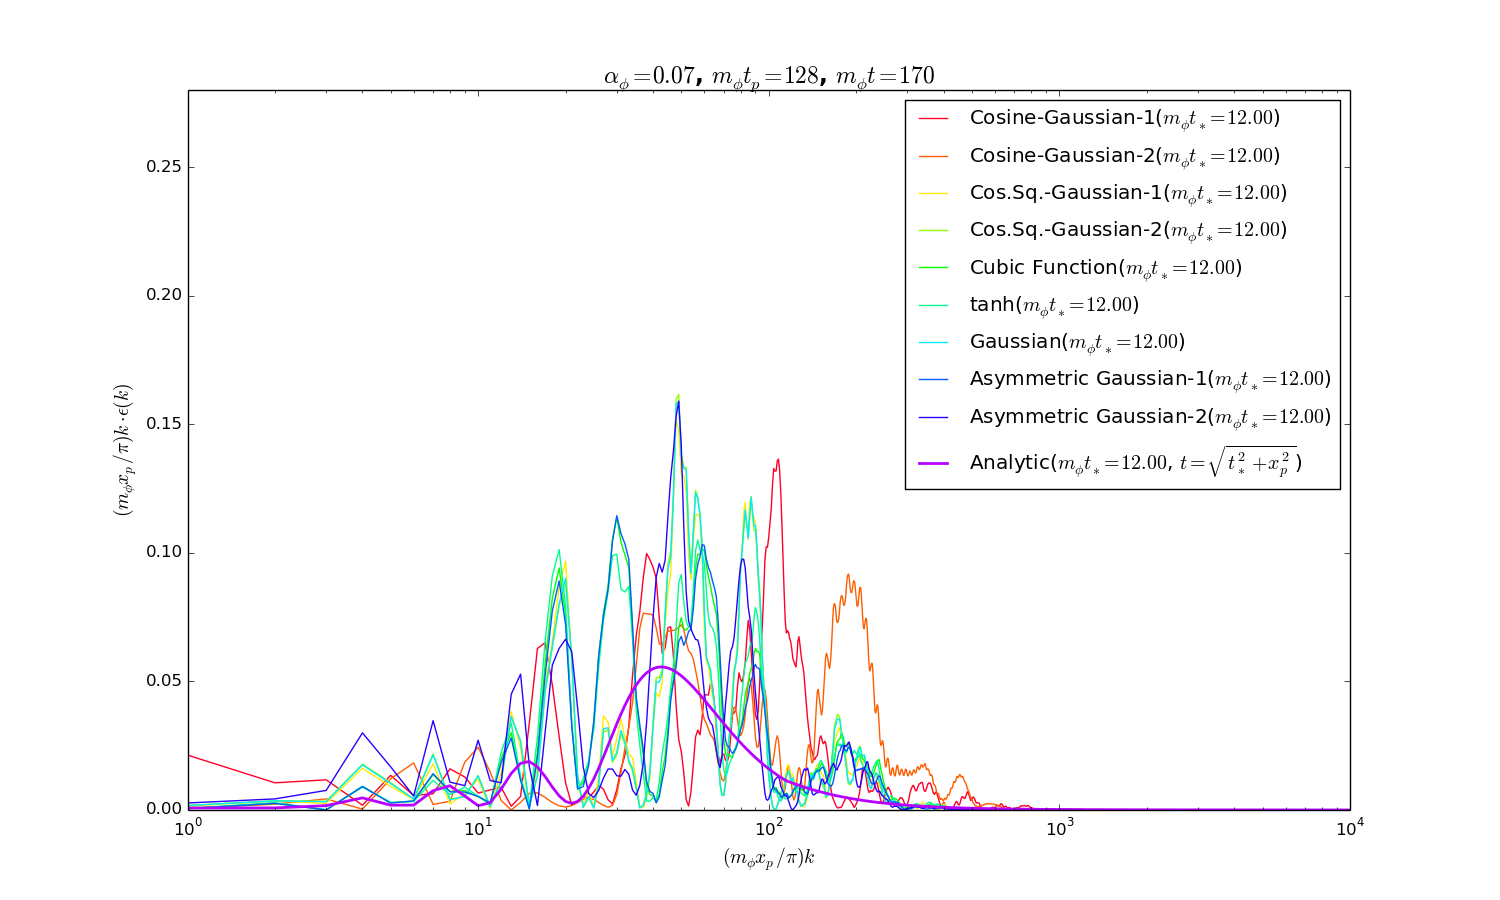 α_ϕ=0.07, m_ϕt_p=128, m_ϕt=170
0.25
0.20
0.15
0.10
0.05
0.00
(m_ϕx_p/π)k·ϵ(k)
Cosine-Gaussian-1(m_ϕt_*=12.00)
Cosine-Gaussian-2(m_ϕt_*=12.00)
Cos.Sq.-Gaussian-1(m_ϕt_*=12.00)
Cos.Sq.-Gaussian-2(m_ϕt_*=12.00)
Cubic Function(m_ϕt_*=12.00)
tanh(m_ϕt_*=12.00)
Gaussian(m_ϕt_*=12.00)
Asymmetric Gaussian-1(m_ϕt_*=12.00)
Asymmetric Gaussian-2(m_ϕt_*=12.00)
Analytic(m_ϕt_*=12.00, t=√(t_*^2+x_p^2))
10^0 10^1 10^2 10^3 10^4
(m_ϕx_p/π)k